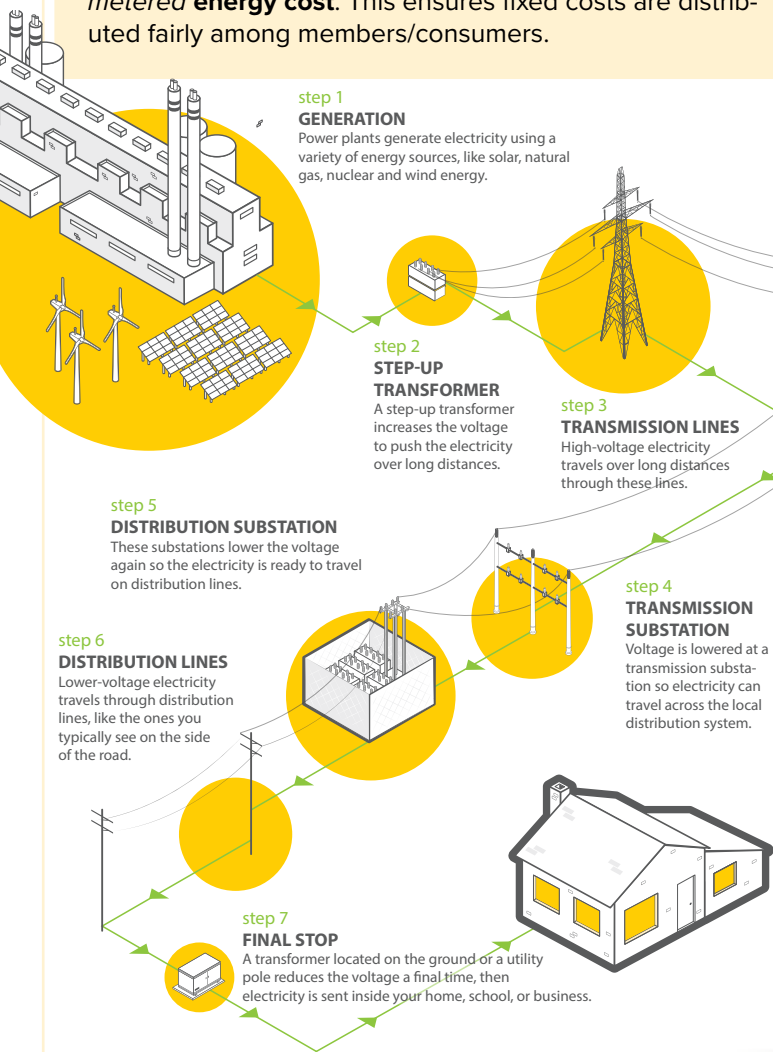 metered energy cost. This ensures fixed costs are distrib-
uted fairly among members/consumers.
step 1
GENERATION
Power plants generate electricity using a
variety of energy sources, like solar, natural
gas, nuclear and wind energy.
step 2
STEP-UP
TRANSFORMER
A step-up transformer
increases the voltage
to push the electricity
over long distances.
step 3
TRANSMISSION LINES
High-voltage electricity
travels over long distances
through these lines.
step 4
TRANSMISSION
SUBSTATION
Voltage is lowered at a
transmission substa-
tion so electricity can
travel across the local
distribution system.
step 5
DISTRIBUTION SUBSTATION
These substations lower the voltage
again so the electricity is ready to travel
on distribution lines.
step 6
DISTRIBUTION LINES
Lower-voltage electricity
travels through distribution
lines, like the ones you
typically see on the side
of the road.
step 7
FINAL STOP
A transformer located on the ground or a utility
pole reduces the voltage a final time, then
electricity is sent inside your home, school, or business.